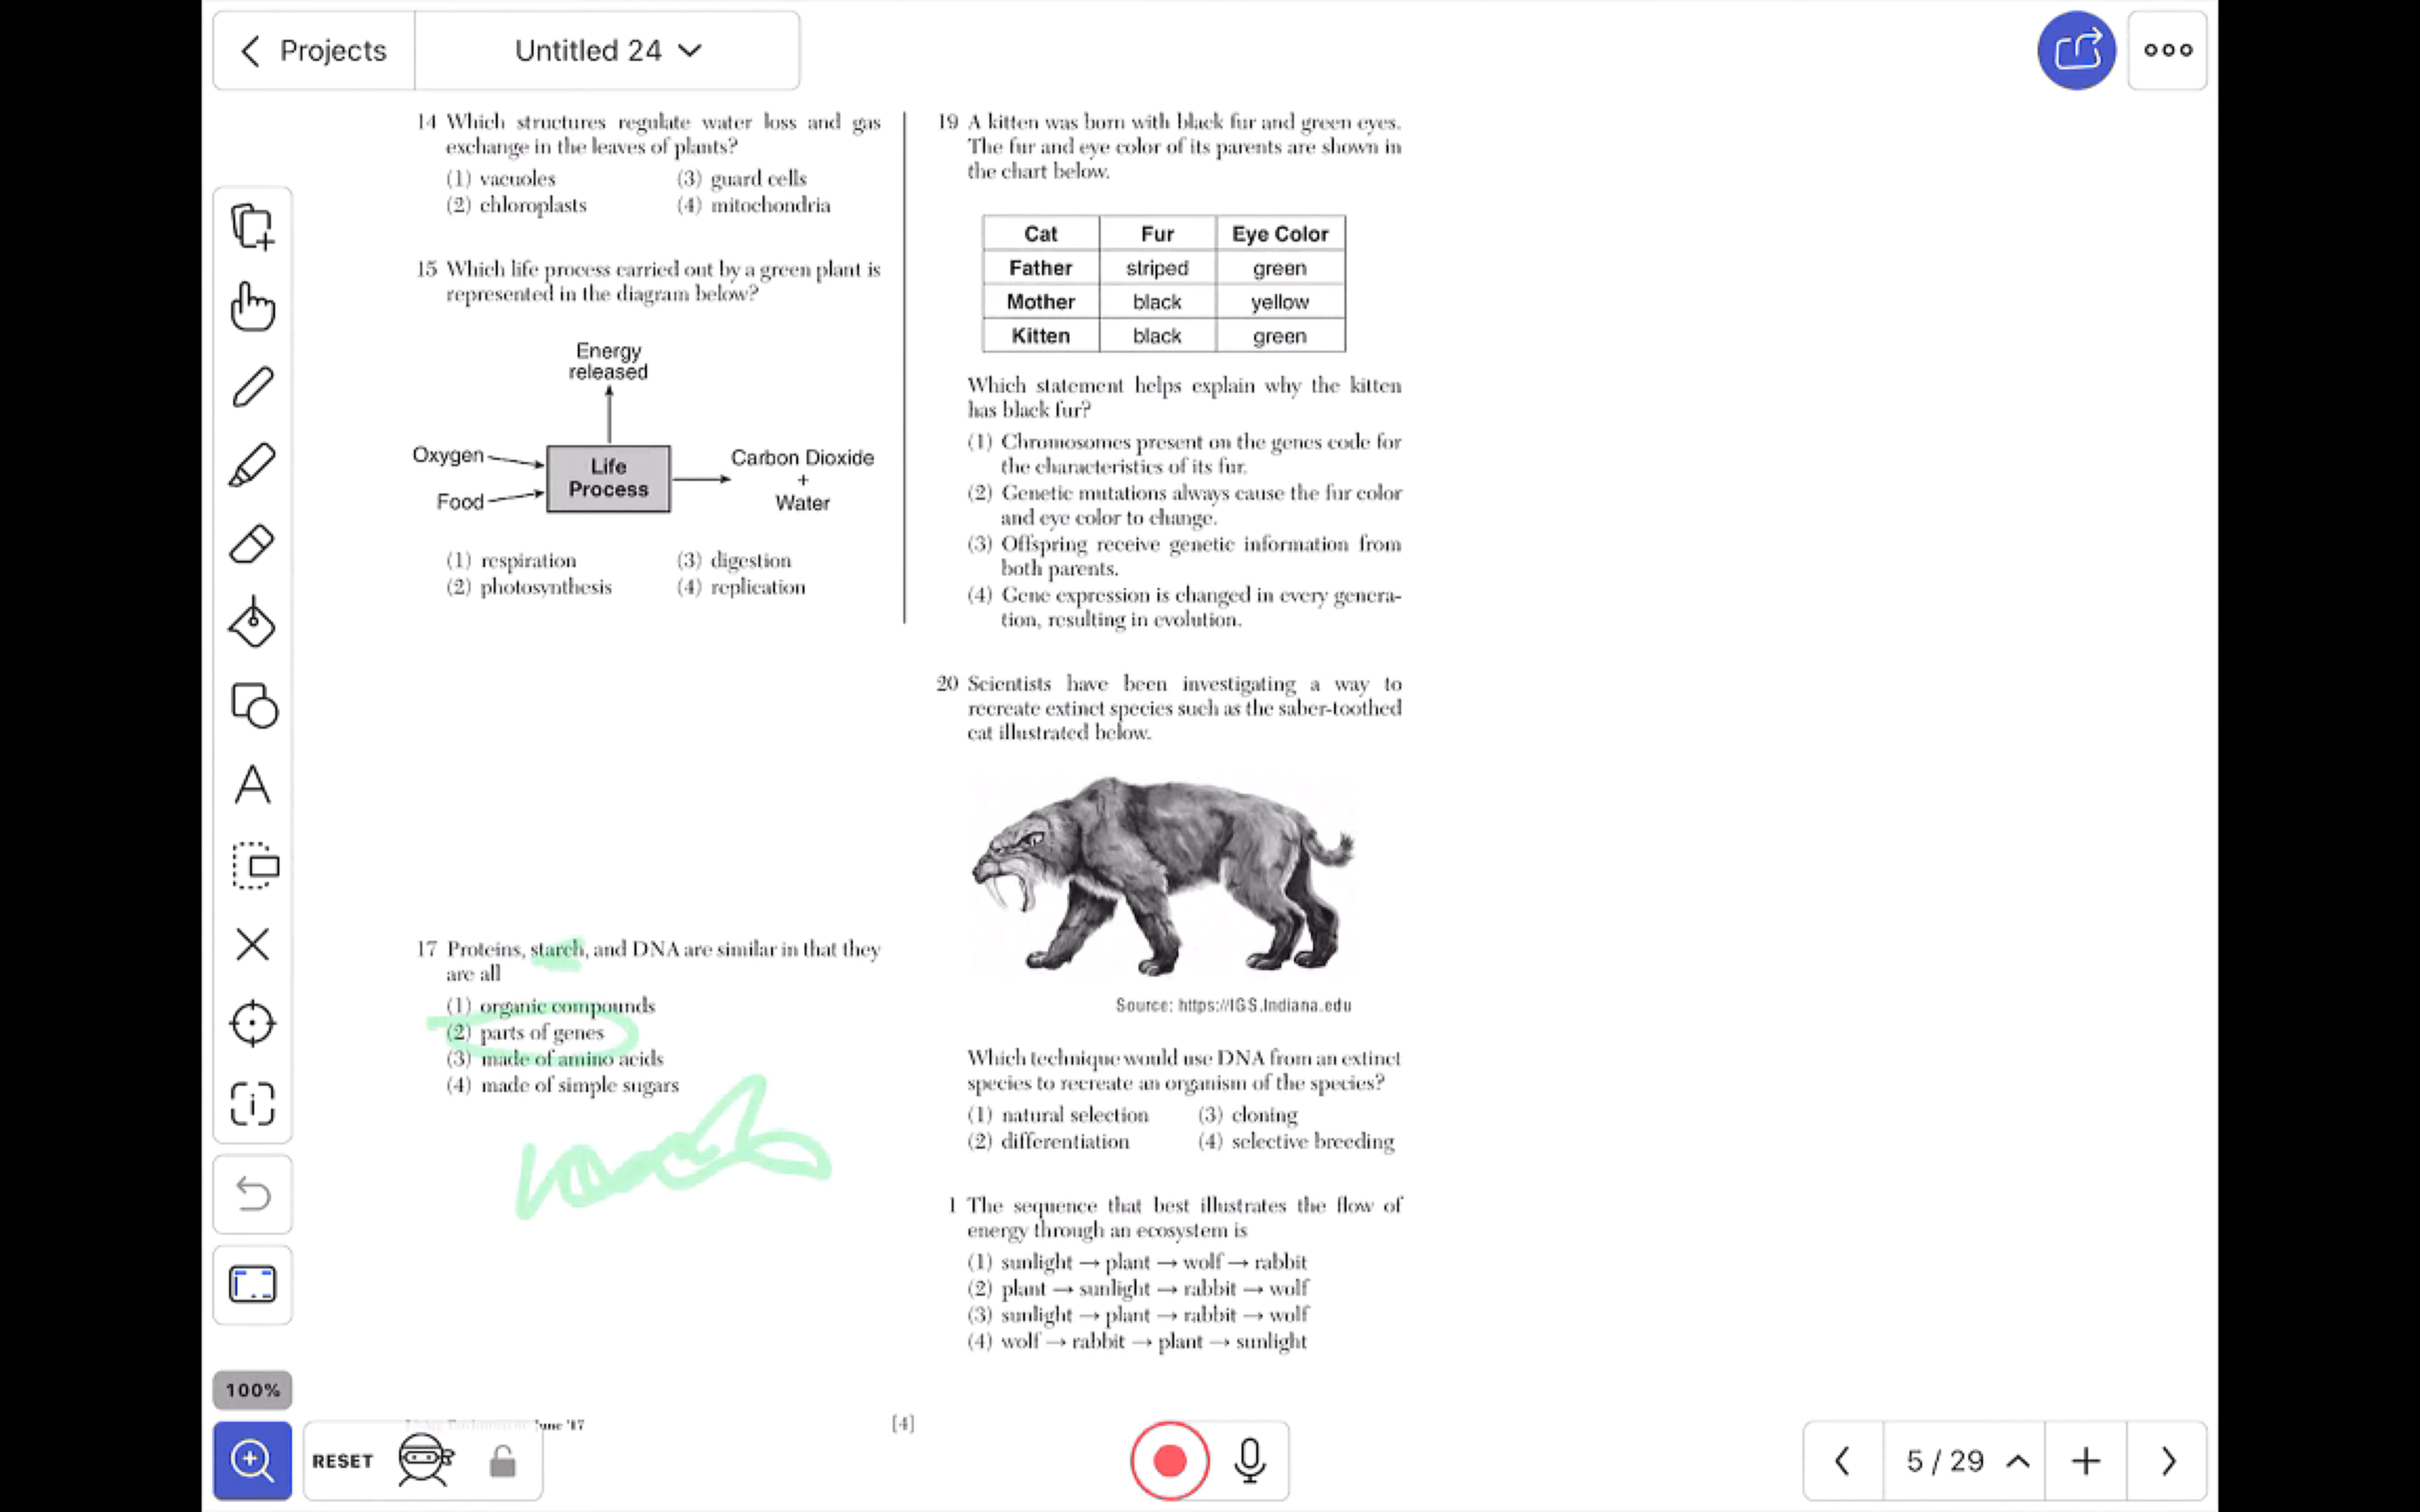 Projects
Untitled 24
14 Which structures regulate water loss and gas
exchange in the leaves of plants?
(1) vacuoles (3) guard cells
(2) chloroplasts (4) mitochondria
15 Which life process carried out by a green plant is
represented in the diagram below?
Energy
released
Oxygen
Food
Life
Process
Carbon Dioxide
+
Water
(1) respiration (3) digestion
(2) photosynthesis (4) replication
17 Proteins, starch, and DNA are similar in that they
are all
(1) organic compounds
(2) parts of genes
(3) made of amino acids
(4) made of simple sugars
19 A kitten was born with black fur and green eyes.
The fur and eye color of its parents are shown in
the chart below.
Cat Fur Eye Color
Father striped green
Mother black yellow
Kitten black green
Which statement helps explain why the kitten
has black fur?
(1) Chromosomes present on the genes code for
the characteristics of its fur.
(2) Genetic mutations always cause the fur color
and eye color to change.
(3) Offspring receive genetic information from
both parents.
(4) Gene expression is changed in every genera-
tion, resulting in evolution.
20 Scientists have been investigating a way to
recreate extinct species such as the saber-toothed
cat illustrated below.
Source: https://IGS.Indiana.edu
Which technique would use DNA from an extinct
species to recreate an organism of the species?
(1) natural selection (3) cloning
(2) differentiation (4) selective breeding
1 The sequence that best illustrates the flow of
energy through an ecosystem is
(1) sunlight → plant → wolf → rabbit
(2) plant → sunlight → rabbit → wolf
(3) sunlight → plant → rabbit → wolf
(4) wolf → rabbit → plant → sunlight
100%
June '17
[4]
RESET
5 / 29